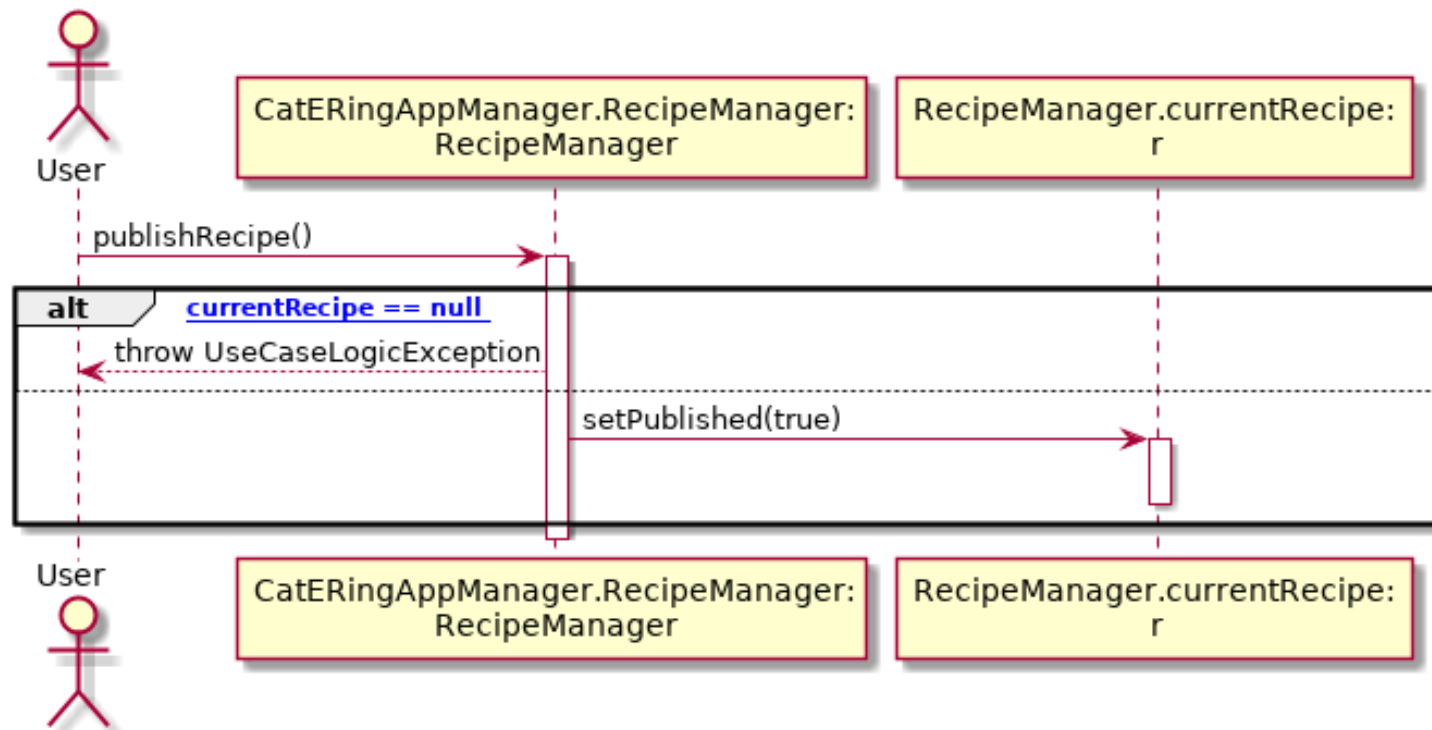 User
CatERingAppManager.RecipeManager:
RecipeManager
RecipeManager.currentRecipe:
r
publishRecipe()
alt
currentRecipe == null
throw UseCaseLogicException
setPublished(true)
User
CatERingAppManager.RecipeManager:
RecipeManager
RecipeManager.currentRecipe:
r